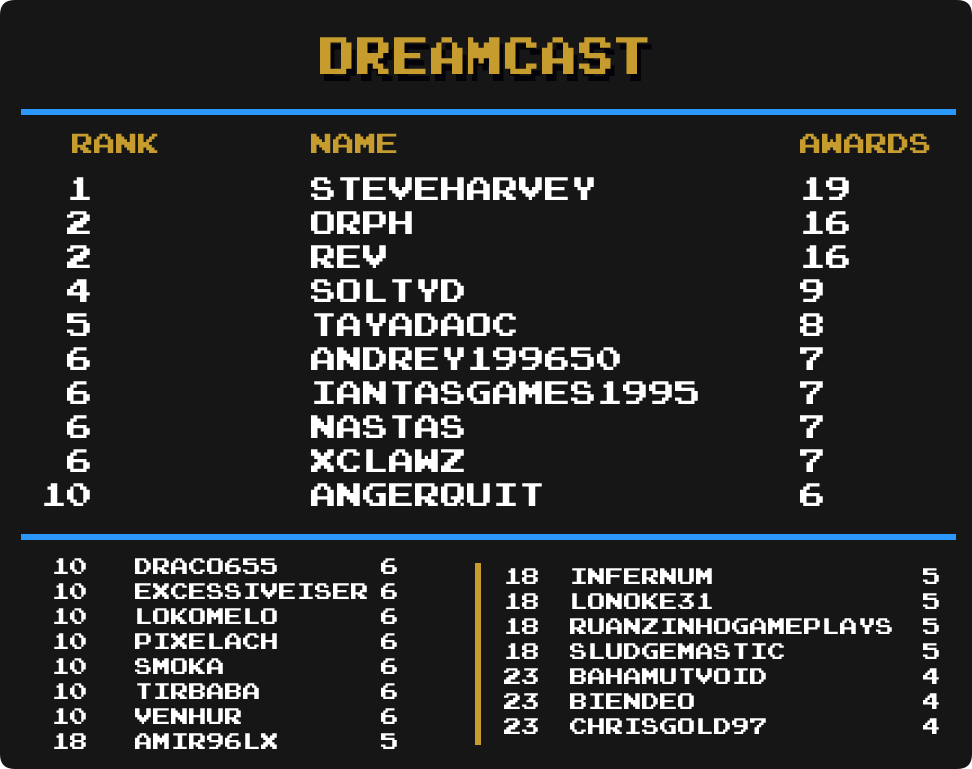 DREAMCAST
RANK NAME AWARDS
1 STEVEHARVEY 19
2 ORPH 16
2 REV 16
4 SOLTYD 9
5 TAYADAOC 8
6 ANDREY199650 7
6 IANTASGAMES1995 7
6 NASTAS 7
6 XCLAWZ 7
10 ANGERQUIT 6
10 DRACO655 6
10 EXCESSIVEISER 6
10 LOKOMELO 6
10 PIXELACH 6
10 SMOKA 6
10 TIRBABA 6
10 VENHUR 6
18 AMIR96LX 5
18 INFERNUM 5
18 LONOKE31 5
18 RUANZINHOGAMEPLAYS 5
18 SLUDGEMASTIC 5
23 BAHAMUTVOID 4
23 BIENDEO 4
23 CHRISGOLD97 4